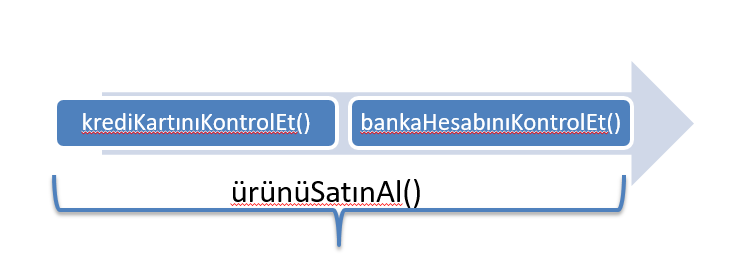 krediKartınıKontrolEt()
bankaHesabınıKontrolEt()
ürünüSatınAl()